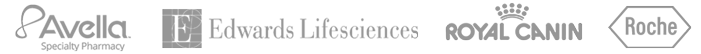 Avella.
Specialty Pharmacy
E Edwards Lifesciences
ROYAL CANIN
Roche